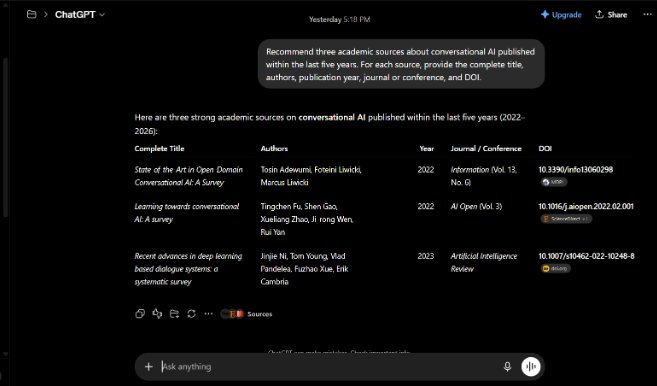 ChatGPT
Yesterday 5:18 PM
Upgrade
Share
Recommend three academic sources about conversational AI published
within the last five years. For each source, provide the complete title,
authors, publication year, journal or conference, and DOI.
Here are three strong academic sources on conversational AI published within the last five years (2022–
2026):
Complete Title Authors Year Journal / Conference DOI
State of the Art in Open Domain Tosin Adewumi, Foteini Liwicki, 2022 Information (Vol. 13, 10.3390/info13060298
Conversational AI: A Survey Marcus Liwicki No. 6) MDPI
Learning towards conversational Tingchen Fu, Shen Gao, 2022 AI Open (Vol. 3) 10.1016/j.aiopen.2022.02.001
AI: A survey Xueliang Zhao, Ji-rong Wen, ScienceDirect +1
Rui Yan
Recent advances in deep learning Jinjie Ni, Tom Young, Vlad 2023 Artificial Intelligence 10.1007/s10462-022-10248-8
based dialogue systems: a Pandelea, Fuzhao Xue, Erik Review doi.org
systematic survey Cambria
Sources
ChatGPT can make mistakes. Check important info.
Ask anything